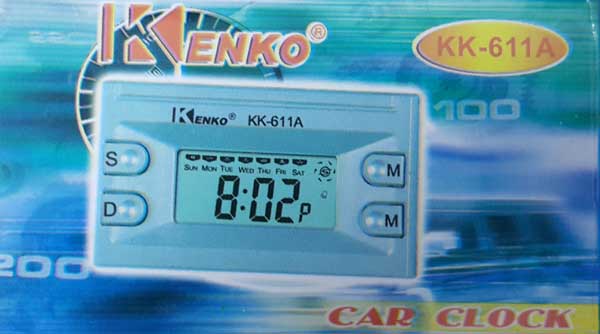 KENKO®
KK-611A
100
KENKO® KK-611A
S
M
SUN MON TUE WED THU FRI SAT
8:02P
D
M
200
CAR CLOCK